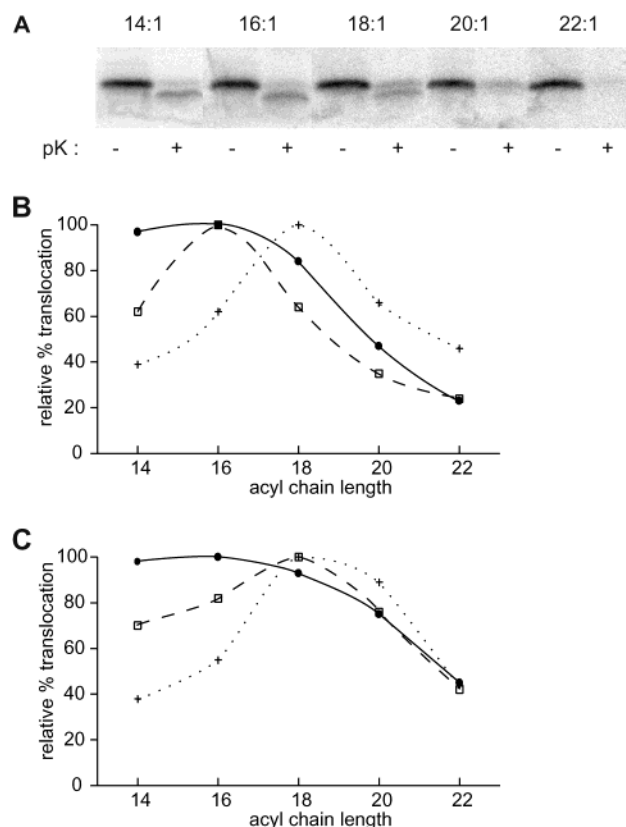 A
14:1 16:1 18:1 20:1 22:1
pK : - + - + - + - + - +
B
100
80
60
40
20
0
relative % translocation
14 16 18 20 22
acyl chain length
C
100
80
60
40
20
0
relative % translocation
14 16 18 20 22
acyl chain length